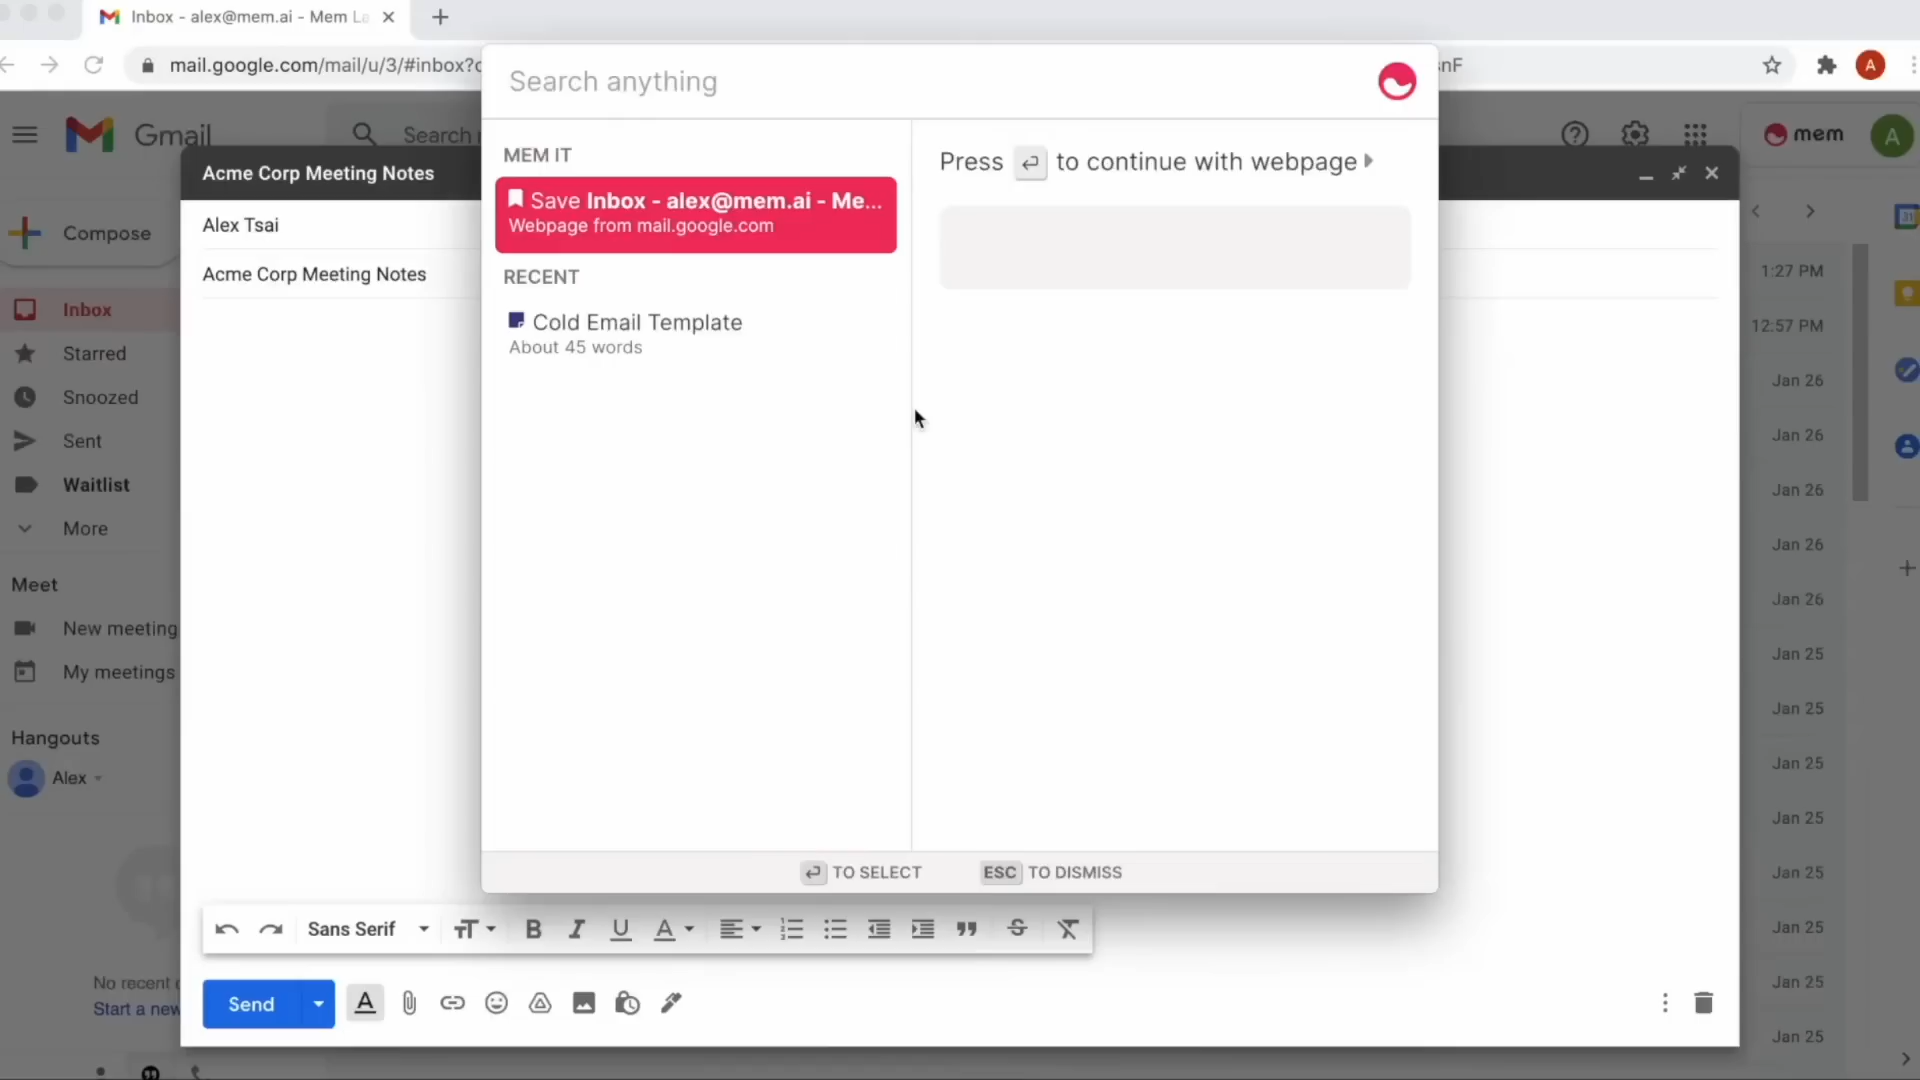 Inbox - alex@mem.ai - Mem La
mail.google.com/mail/u/3/#inbox?c
snF
A
Search anything
Gmail
Search
mem
A
MEM IT
Save Inbox - alex@mem.ai - Me...
Webpage from mail.google.com
RECENT
Cold Email Template
About 45 words
Press ↵ to continue with webpage
↵ TO SELECT
ESC TO DISMISS
Acme Corp Meeting Notes
Alex Tsai
Acme Corp Meeting Notes
Compose
Inbox
Starred
Snoozed
Sent
Waitlist
More
Meet
New meeting
My meetings
Hangouts
Alex
No recent
Start a new
31
1:27 PM
12:57 PM
Jan 26
Jan 26
Jan 26
Jan 26
Jan 26
Jan 25
Jan 25
Jan 25
Jan 25
Jan 25
Jan 25
Jan 25
Jan 25
Sans Serif
Send